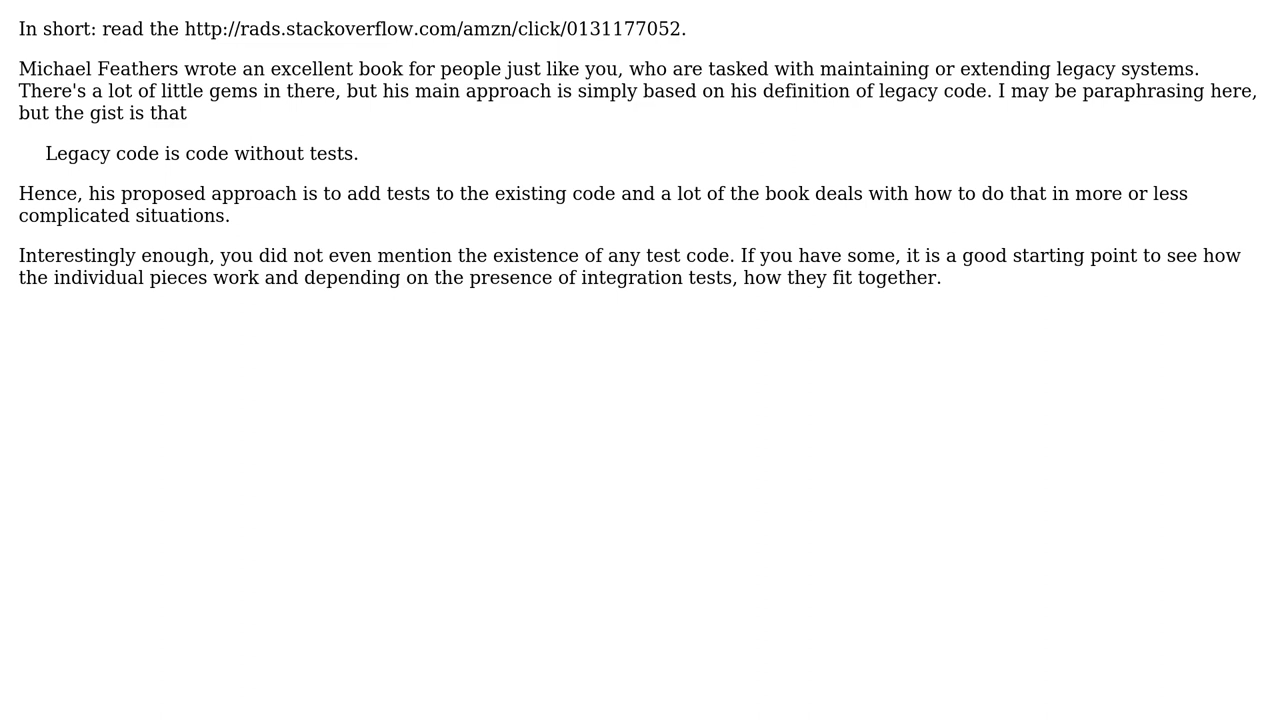 In short: read the http://rads.stackoverflow.com/amzn/click/0131177052.
Michael Feathers wrote an excellent book for people just like you, who are tasked with maintaining or extending legacy systems.
There's a lot of little gems in there, but his main approach is simply based on his definition of legacy code. I may be paraphrasing here,
but the gist is that
Legacy code is code without tests.
Hence, his proposed approach is to add tests to the existing code and a lot of the book deals with how to do that in more or less
complicated situations.
Interestingly enough, you did not even mention the existence of any test code. If you have some, it is a good starting point to see how
the individual pieces work and depending on the presence of integration tests, how they fit together.